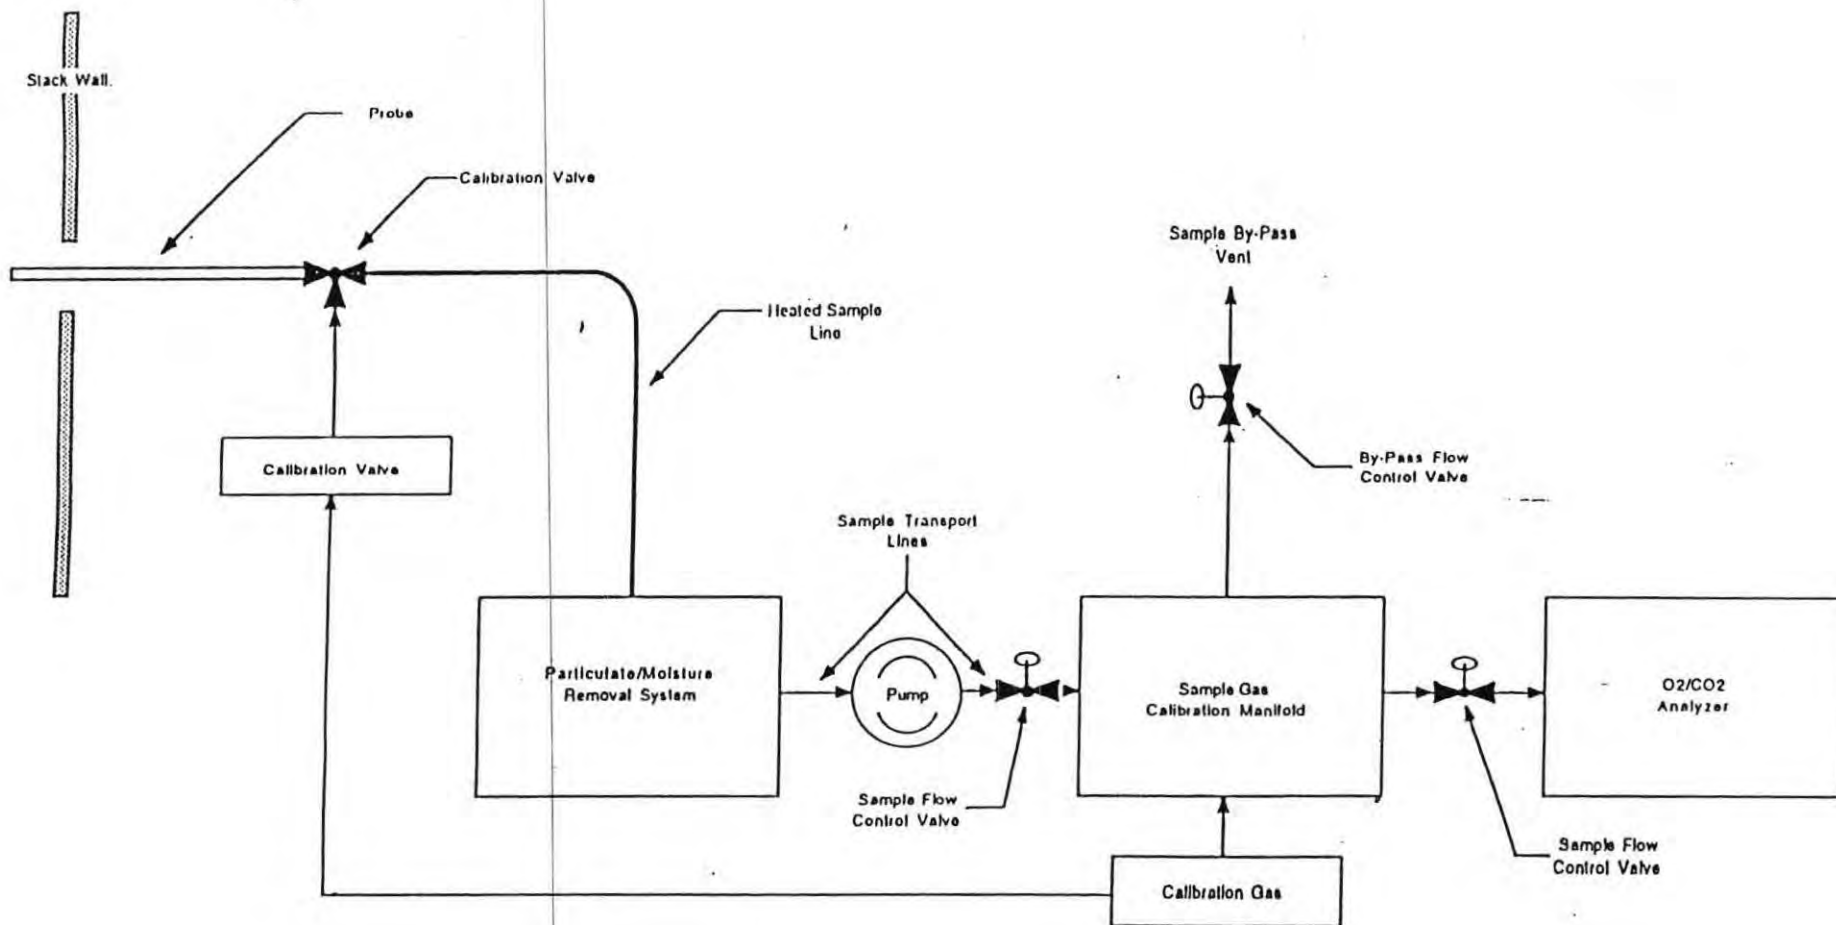 Stack Wall.
Probe
Calibration Valve
Sample By-Pass
Vent
Heated Sample
Line
By-Pass Flow
Control Valve
Calibration Valve
Sample Transport
Lines
Particulate/Moisture
Removal System
Pump
Sample Gas
Calibration Manifold
O2/CO2
Analyzer
Sample Flow
Control Valve
Sample Flow
Control Valve
Calibration Gas